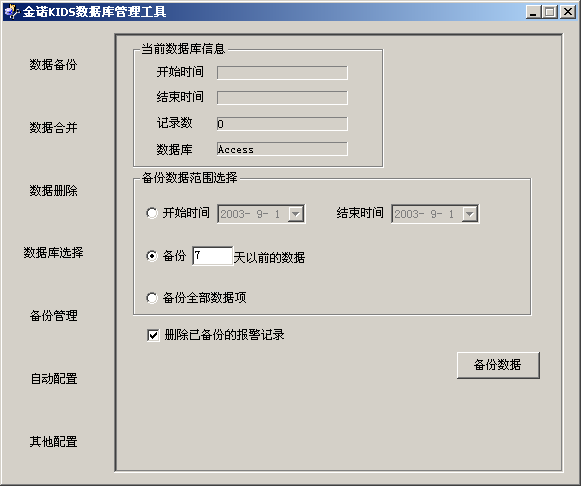 金诺KIDS数据库管理工具
数据备份
数据合并
数据删除
数据库选择
备份管理
自动配置
其他配置
当前数据库信息
开始时间
结束时间
记录数 0
数据库 Access
备份数据范围选择
开始时间 2003- 9- 1 结束时间 2003- 9- 1
备份 7 天以前的数据
备份全部数据项
删除已备份的报警记录
备份数据